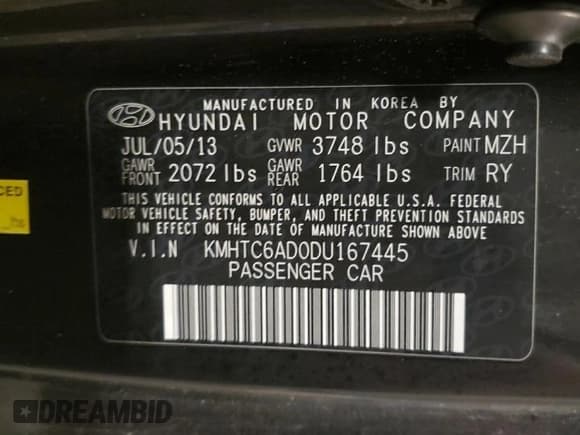 MANUFACTURED IN KOREA BY
HYUNDAI MOTOR COMPANY
JUL/05/13 GVWR 3748 lbs PAINT MZH
GAWR FRONT 2072 lbs GAWR REAR 1764 lbs TRIM RY
THIS VEHICLE CONFORMS TO ALL APPLICABLE U.S.A. FEDERAL
MOTOR VEHICLE SAFETY, BUMPER, AND THEFT PREVENTION
STANDARDS IN EFFECT ON THE DATE OF MANUFACTURE SHOWN
ABOVE.
V.I.N KMHTC6AD0DU167445
PASSENGER CAR
CED
DREAMBID